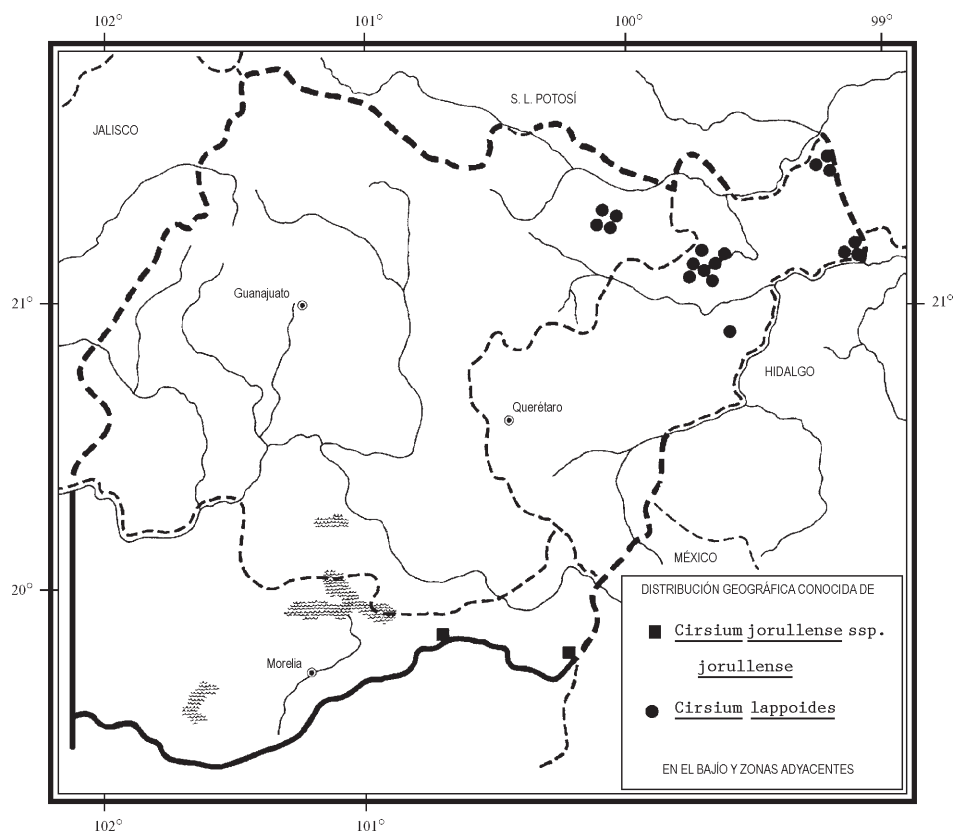 102° 101° 100° 99°
S. L. POTOSÍ
JALISCO
Guanajuato
21° 21°
HIDALGO
Querétaro
MÉXICO
20°
DISTRIBUCIÓN GEOGRÁFICA CONOCIDA DE
Cirsium jorullense ssp.
jorullense
Morelia
Cirsium lappoides
EN EL BAJÍO Y ZONAS ADYACENTES
102° 101°